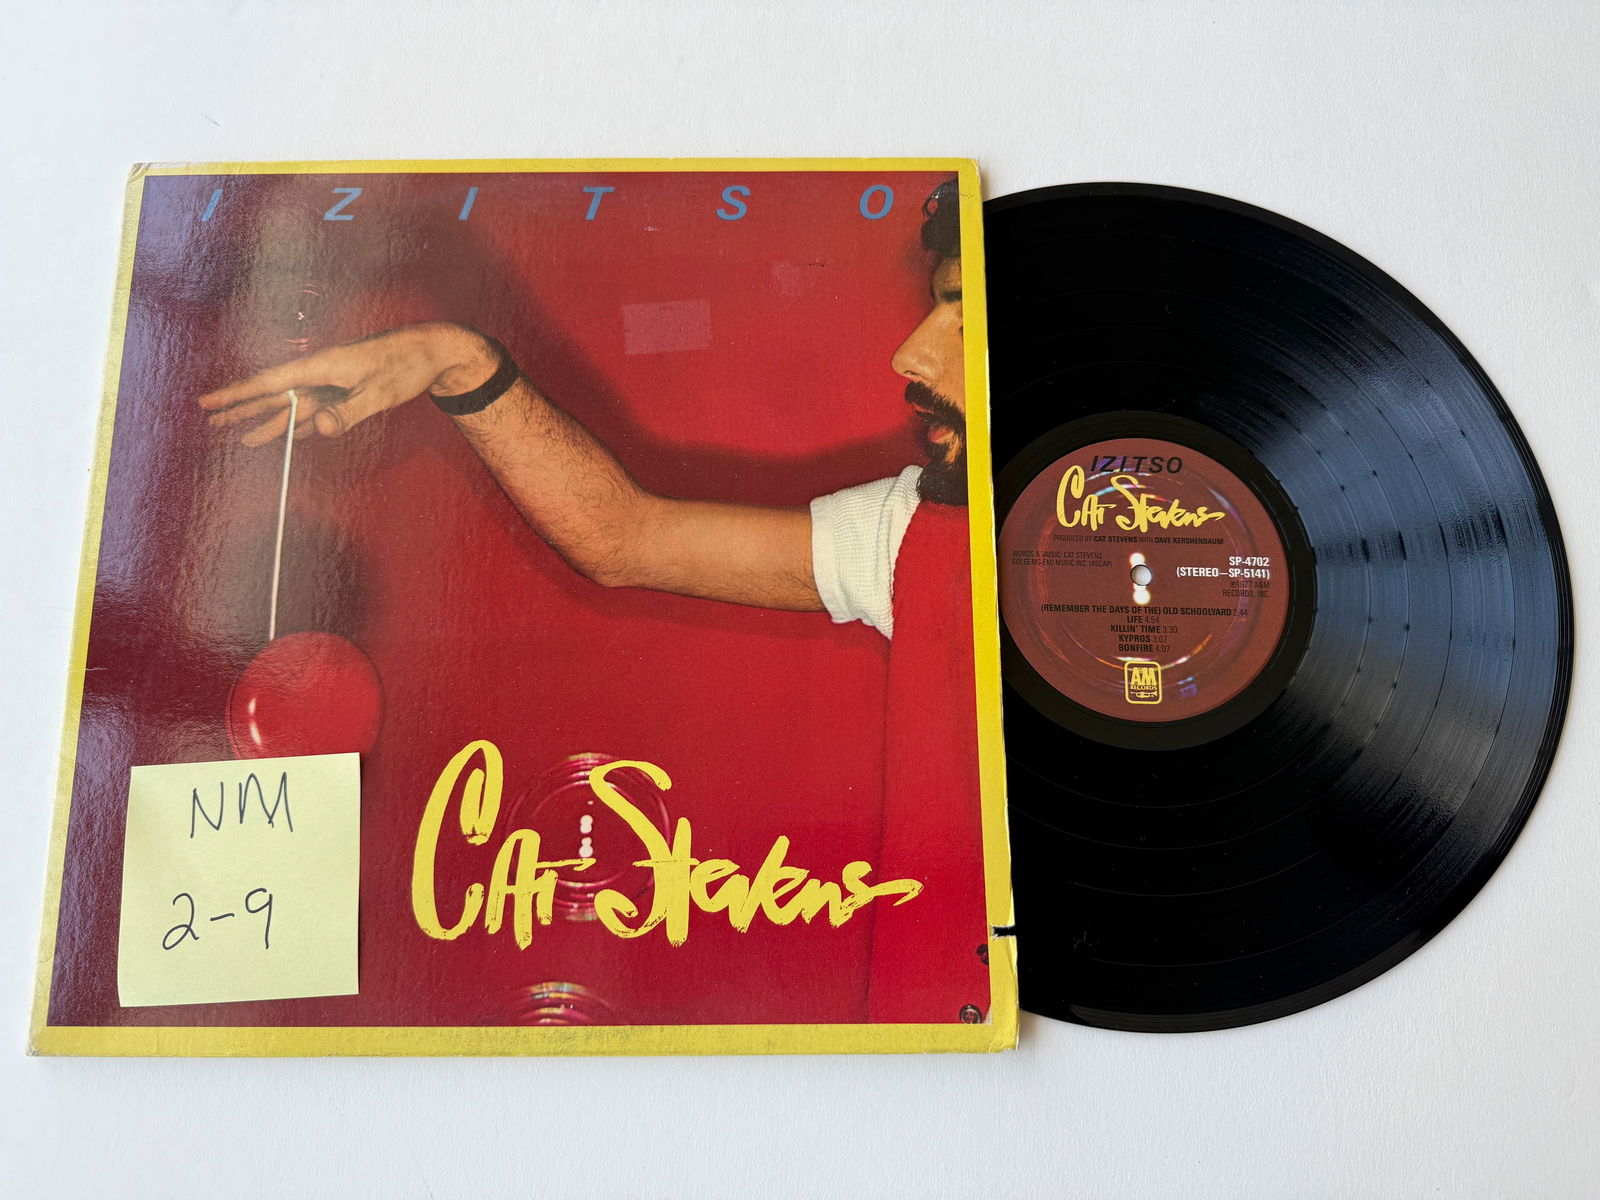 IZITSO
Cat Stevens
NM
2-9
IZITSO
Cat Stevens
PRODUCED BY CAT STEVENS WITH DAVE KERSHENBAUM
WORDS & MUSIC: CAT STEVENS
COLGEMS-EMI MUSIC INC. (ASCAP)
SP-4702
(STEREO—SP-5141)
℗1977 A&M
RECORDS, INC.
(REMEMBER THE DAYS OF THE) OLD SCHOOLYARD 2:44
LIFE 4:54
KILLIN' TIME 3:30
KYPROS 3:07
BONFIRE 4:07
A&M
RECORDS